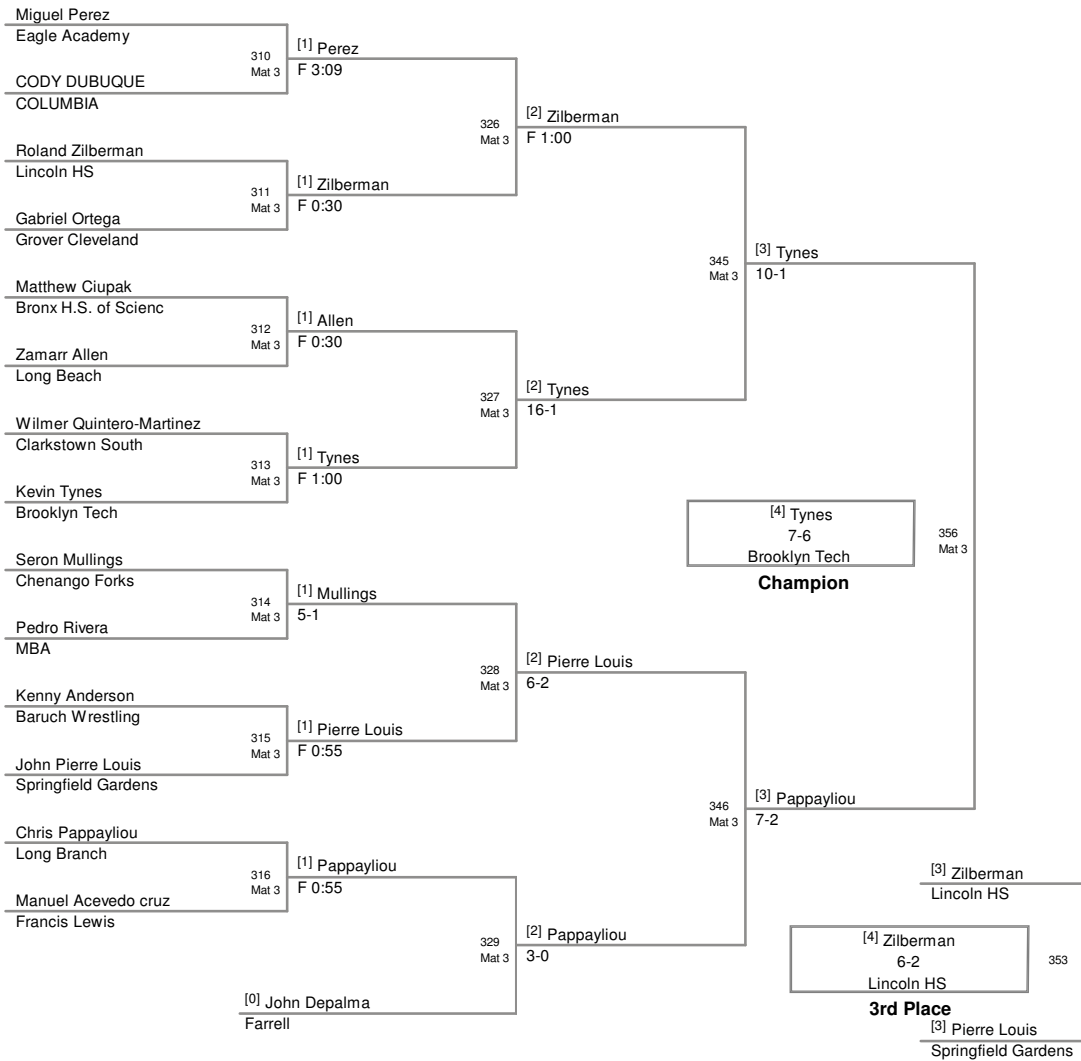 Miguel Perez
Eagle Academy
310
Mat 3
[1] Perez
F 3:09
CODY DUBUQUE
COLUMBIA
326
Mat 3
[2] Zilberman
F 1:00
Roland Zilberman
Lincoln HS
311
Mat 3
[1] Zilberman
F 0:30
Gabriel Ortega
Grover Cleveland
345
Mat 3
[3] Tynes
10-1
Matthew Ciupak
Bronx H.S. of Scienc
312
Mat 3
[1] Allen
F 0:30
Zamarr Allen
Long Beach
327
Mat 3
[2] Tynes
16-1
Wilmer Quintero-Martinez
Clarkstown South
313
Mat 3
[1] Tynes
F 1:00
Kevin Tynes
Brooklyn Tech
[4] Tynes
7-6
Brooklyn Tech
Champion
356
Mat 3
Seron Mullings
Chenango Forks
314
Mat 3
[1] Mullings
5-1
Pedro Rivera
MBA
328
Mat 3
[2] Pierre Louis
6-2
Kenny Anderson
Baruch Wrestling
315
Mat 3
[1] Pierre Louis
F 0:55
John Pierre Louis
Springfield Gardens
346
Mat 3
[3] Pappayliou
7-2
Chris Pappayliou
Long Branch
316
Mat 3
[1] Pappayliou
F 0:55
Manuel Acevedo cruz
Francis Lewis
329
Mat 3
[2] Pappayliou
3-0
[0] John Depalma
Farrell
[3] Zilberman
Lincoln HS
[4] Zilberman
6-2
Lincoln HS
353
3rd Place
[3] Pierre Louis
Springfield Gardens